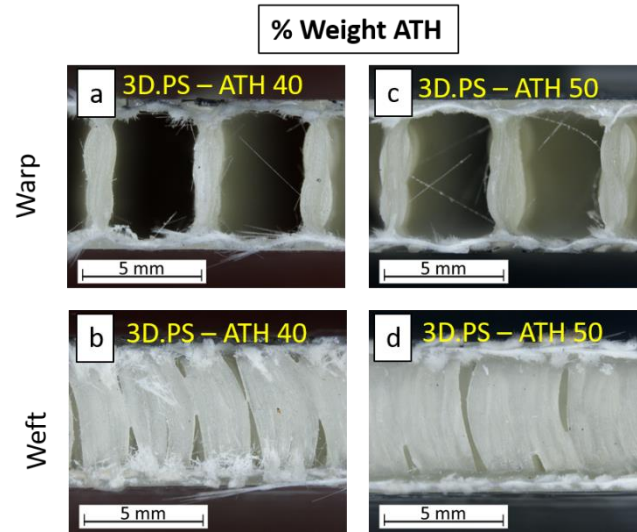 % Weight ATH
a
3D.PS – ATH 40
c
3D.PS – ATH 50
Warp
5 mm
5 mm
b
3D.PS – ATH 40
d
3D.PS – ATH 50
Weft
5 mm
5 mm